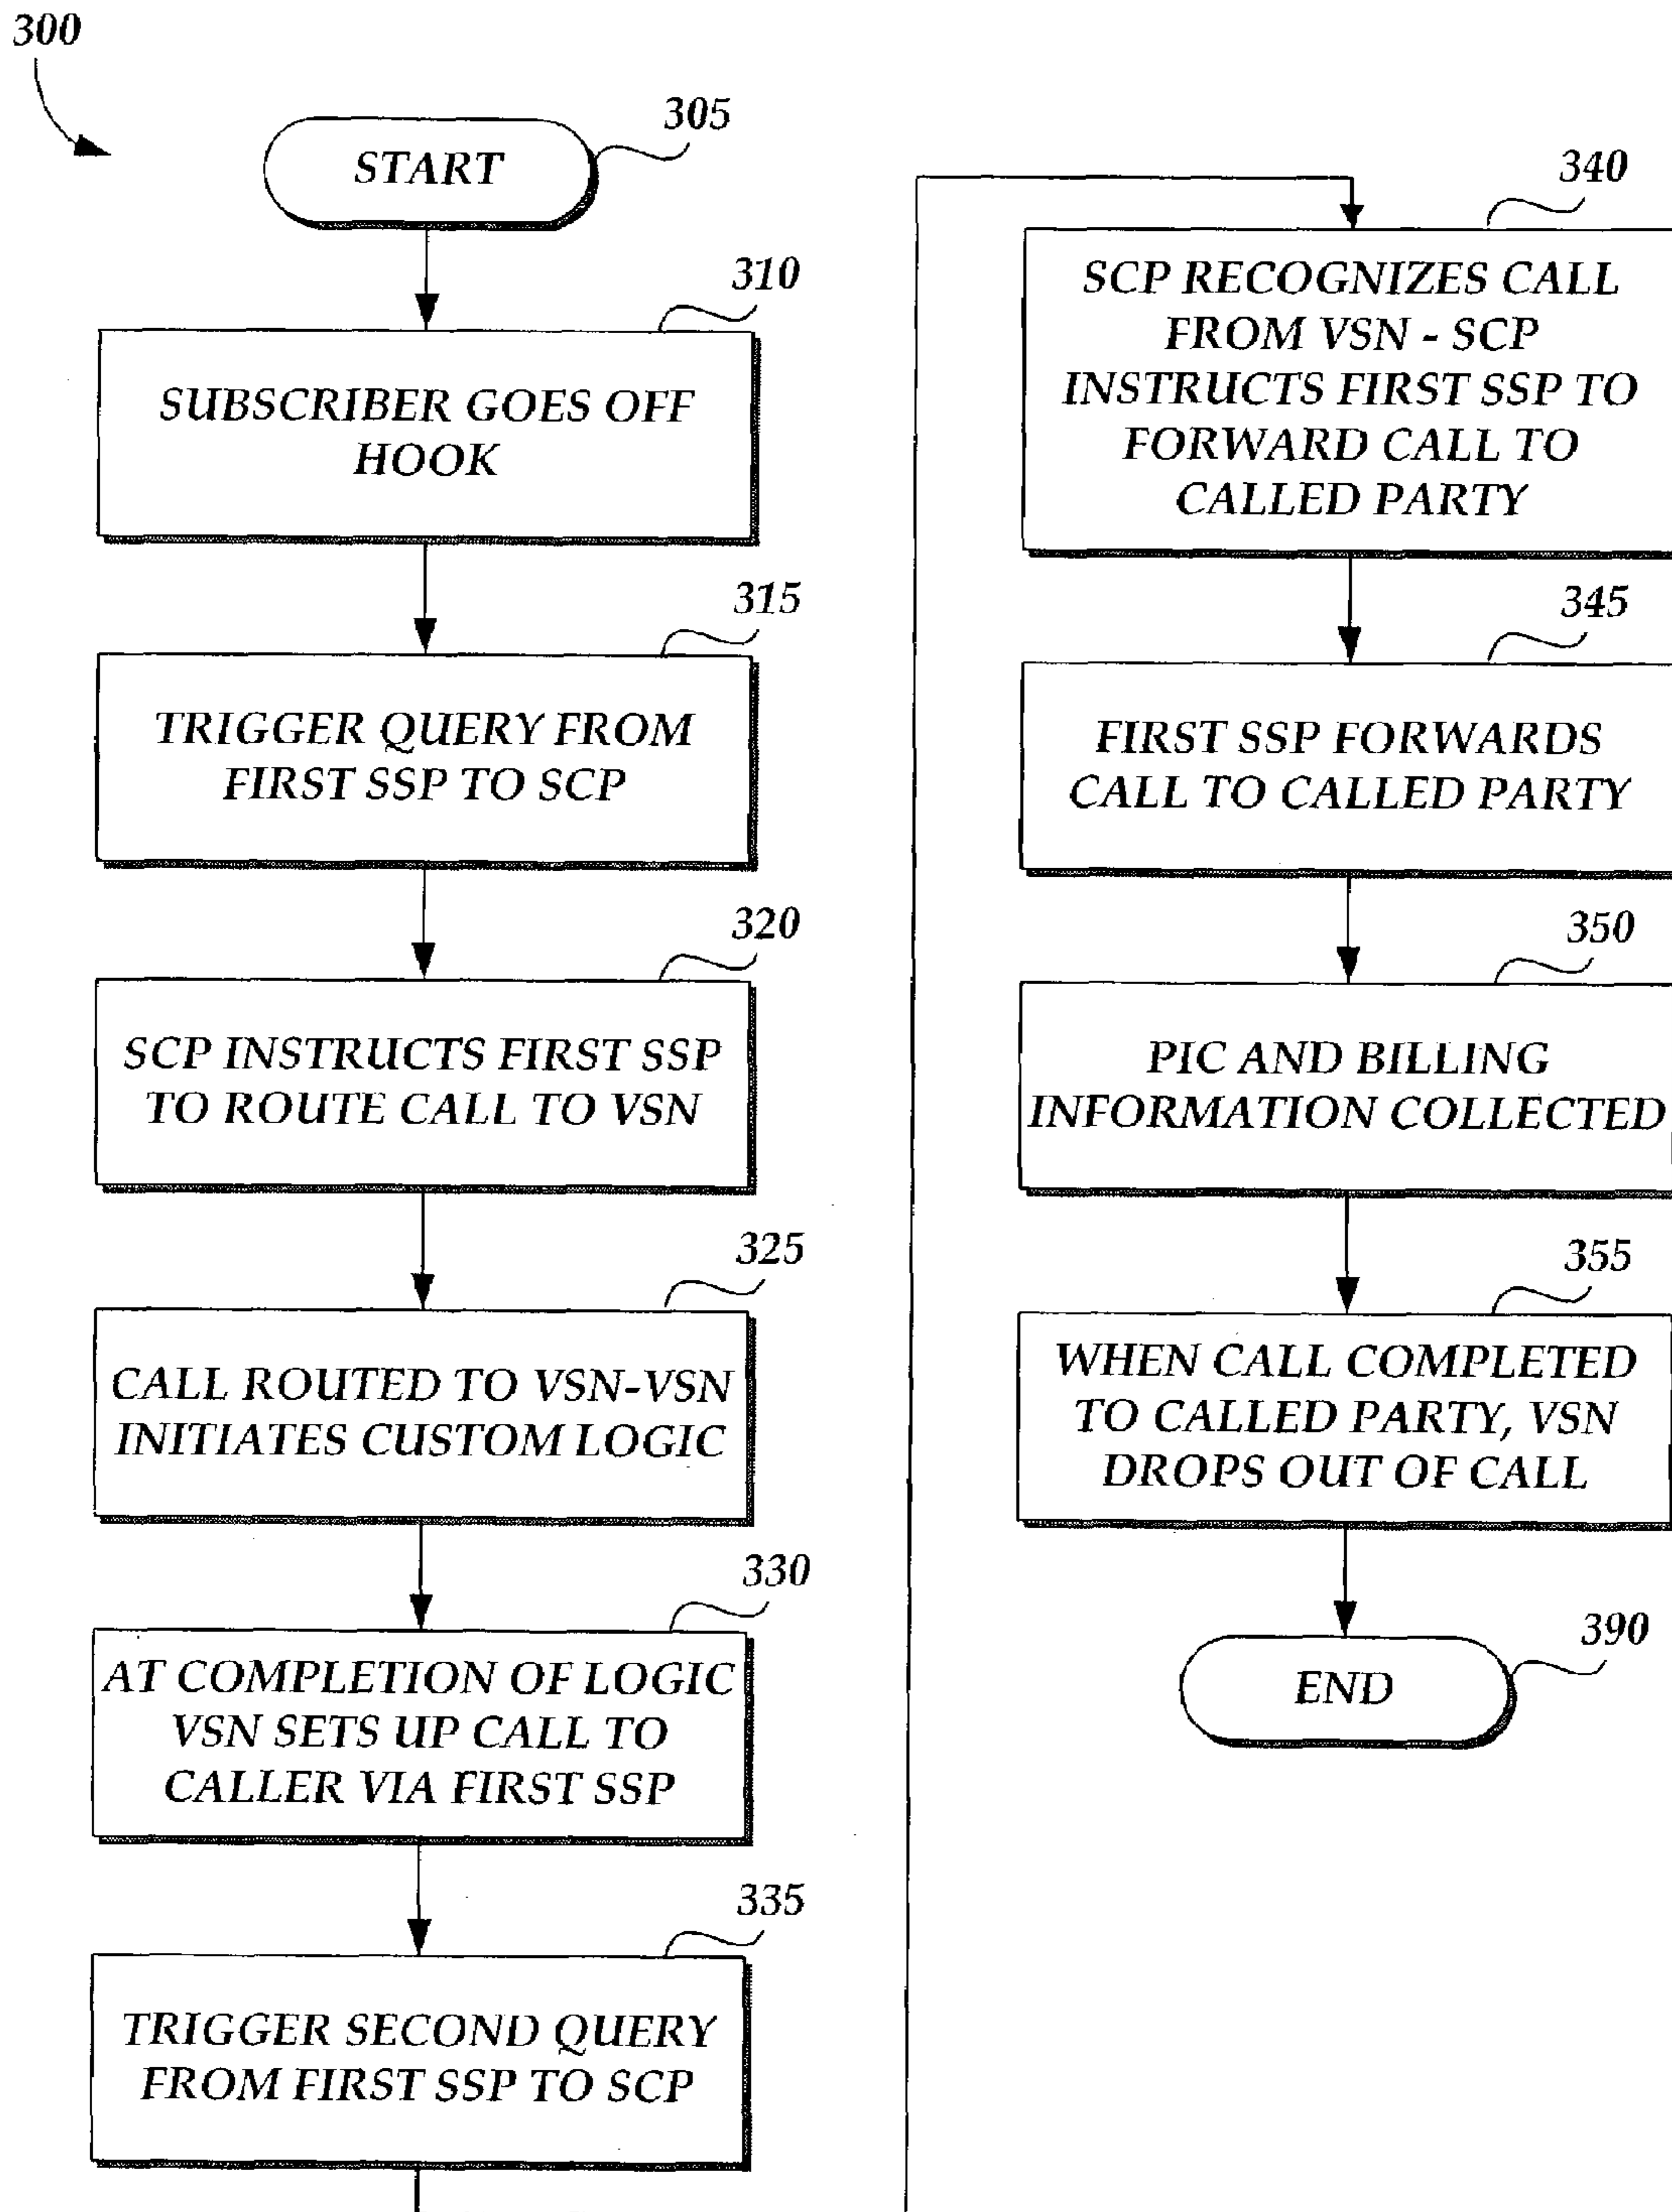 300
START
305
310
SUBSCRIBER GOES OFF
HOOK
315
TRIGGER QUERY FROM
FIRST SSP TO SCP
320
SCP INSTRUCTS FIRST SSP
TO ROUTE CALL TO VSN
325
CALL ROUTED TO VSN-VSN
INITIATES CUSTOM LOGIC
330
AT COMPLETION OF LOGIC
VSN SETS UP CALL TO
CALLER VIA FIRST SSP
335
TRIGGER SECOND QUERY
FROM FIRST SSP TO SCP
340
SCP RECOGNIZES CALL
FROM VSN - SCP
INSTRUCTS FIRST SSP TO
FORWARD CALL TO
CALLED PARTY
345
FIRST SSP FORWARDS
CALL TO CALLED PARTY
350
PIC AND BILLING
INFORMATION COLLECTED
355
WHEN CALL COMPLETED
TO CALLED PARTY, VSN
DROPS OUT OF CALL
390
END